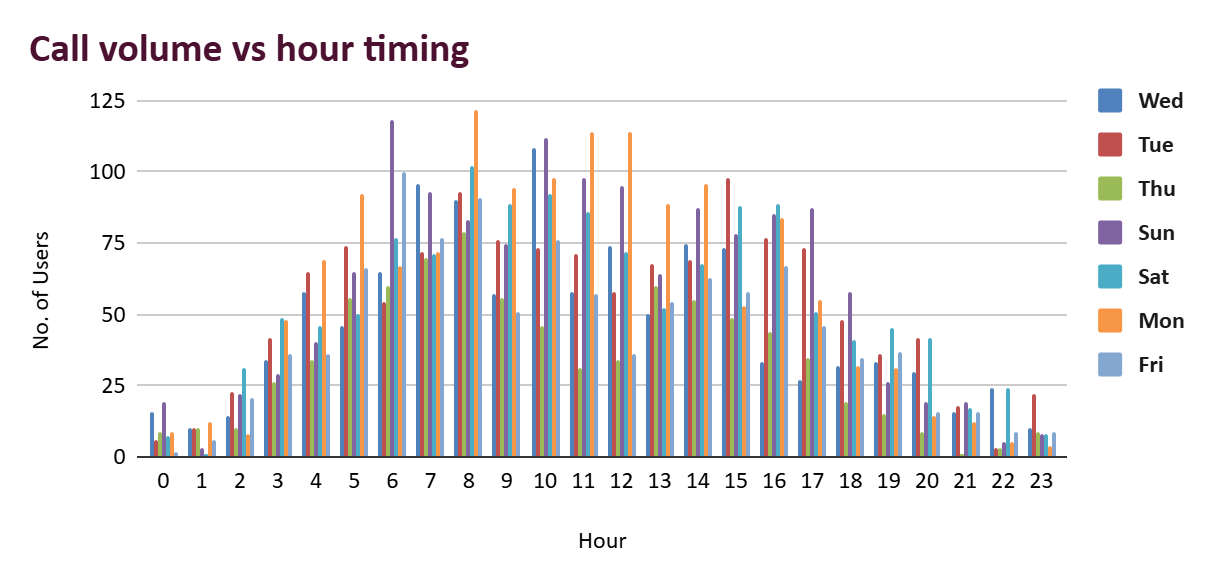 Call volume vs hour timing
125
100
75
50
25
0
No. of Users
0 1 2 3 4 5 6 7 8 9 10 11 12 13 14 15 16 17 18 19 20 21 22 23
Hour
Wed
Tue
Thu
Sun
Sat
Mon
Fri